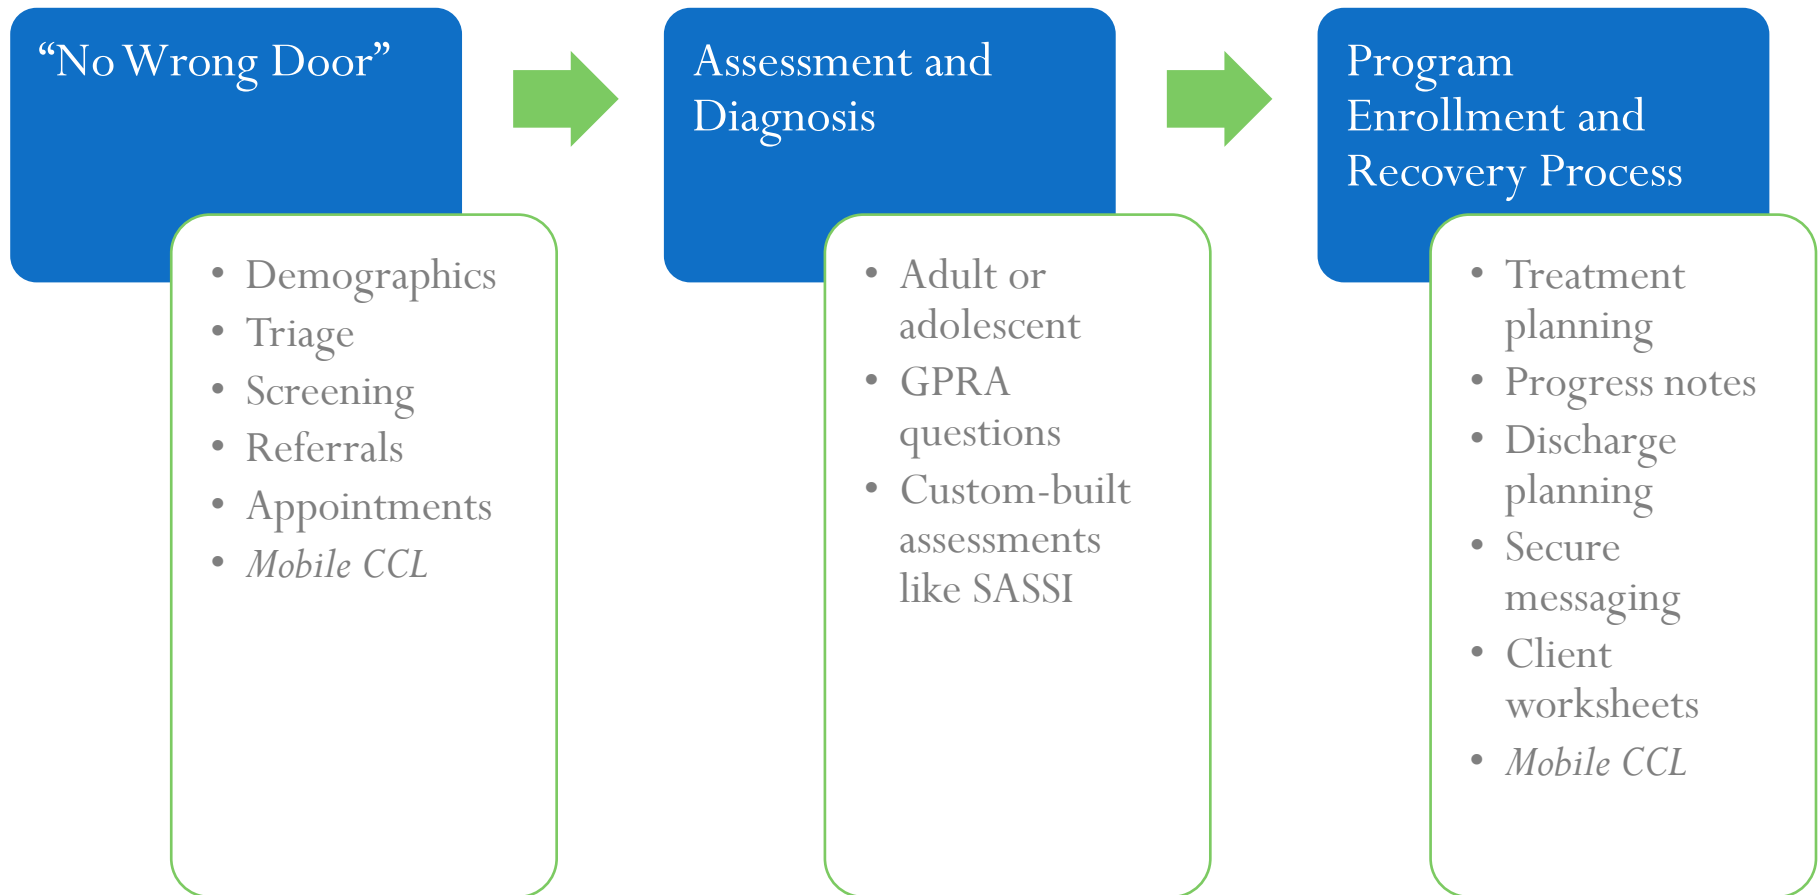 “No Wrong Door”
• Demographics
• Triage
• Screening
• Referrals
• Appointments
• Mobile CCL
Assessment and
Diagnosis
• Adult or
adolescent
• GPRA
questions
• Custom-built
assessments
like SASSI
Program
Enrollment and
Recovery Process
• Treatment
planning
• Progress notes
• Discharge
planning
• Secure
messaging
• Client
worksheets
• Mobile CCL